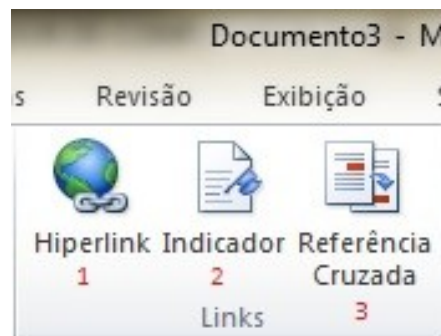 Documento3 - M
s Revisão Exibição
Hiperlink Indicador Referência
Cruzada
1 2 3
Links